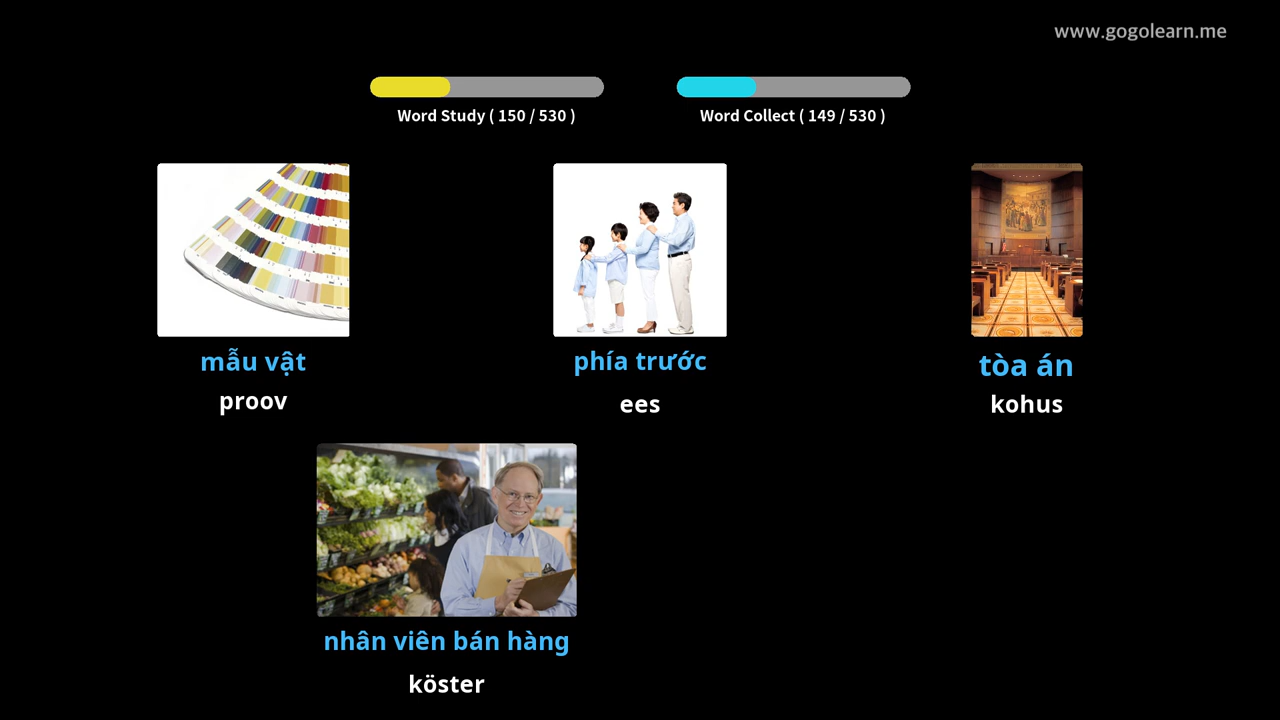 www.gogolearn.me
Word Study ( 150 / 530 )
Word Collect ( 149 / 530 )
mẫu vật
proov
phía trước
ees
tòa án
kohus
nhân viên bán hàng
köster